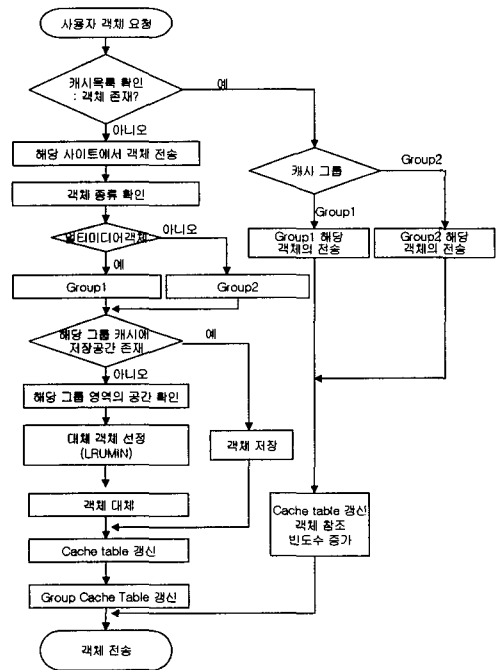 사용자 객체 요청
캐시목록 확인
: 객체 존재?
예
아니오
해당 사이트에서 객체 전송
객체 종류 확인
멀티미디어객체
아니오
예
Group1
Group2
캐사 그룹
Group2
Group1
Group1 해당
객체의 전송
Group2 해당
객체의 전송
해당 그룹 캐시에
저장공간 존재
예
아니오
해당 그룹 영역의 공간 확인
대체 객체 선정
(LRUMIN)
객체 저장
객체 대체
Cache table 갱신
객체 참조
빈도수 증가
Cache table 갱신
Group Cache Table 갱신
객체 전송